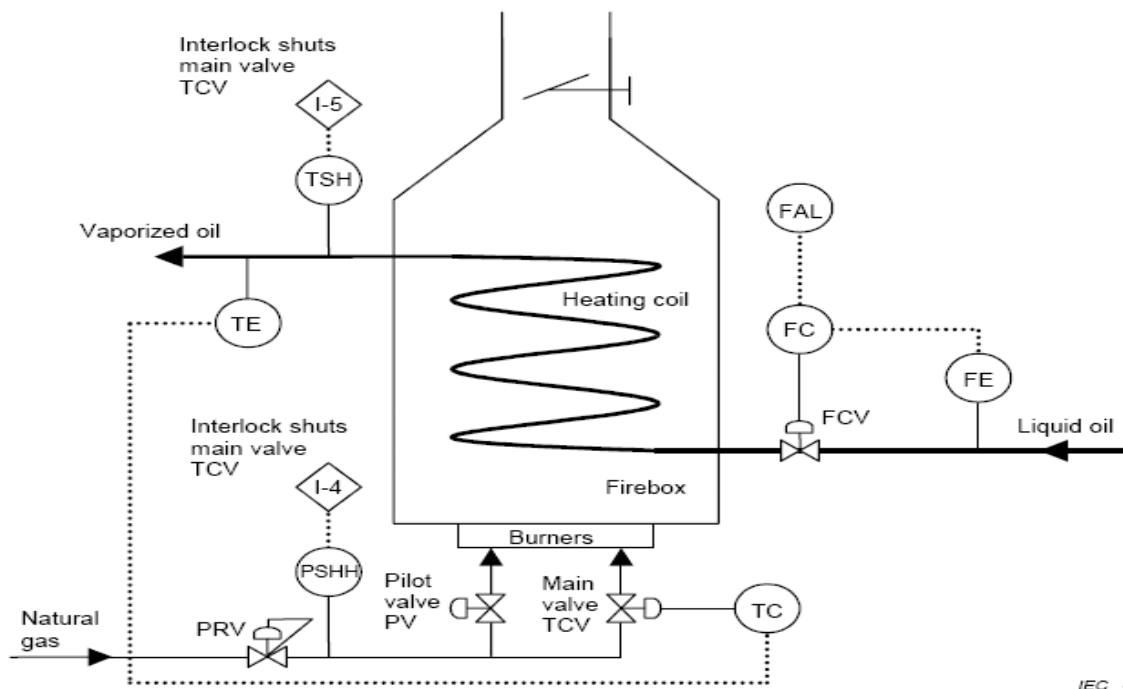 Interlock shuts
main valve
TCV
I-5
TSH
Vaporized oil
TE
Heating coil
FAL
FC
FE
FCV
Liquid oil
Interlock shuts
main valve
TCV
I-4
Firebox
Burners
PSHH
Pilot
valve
PV
Main
valve
TCV
TC
Natural
gas
PRV
IEC